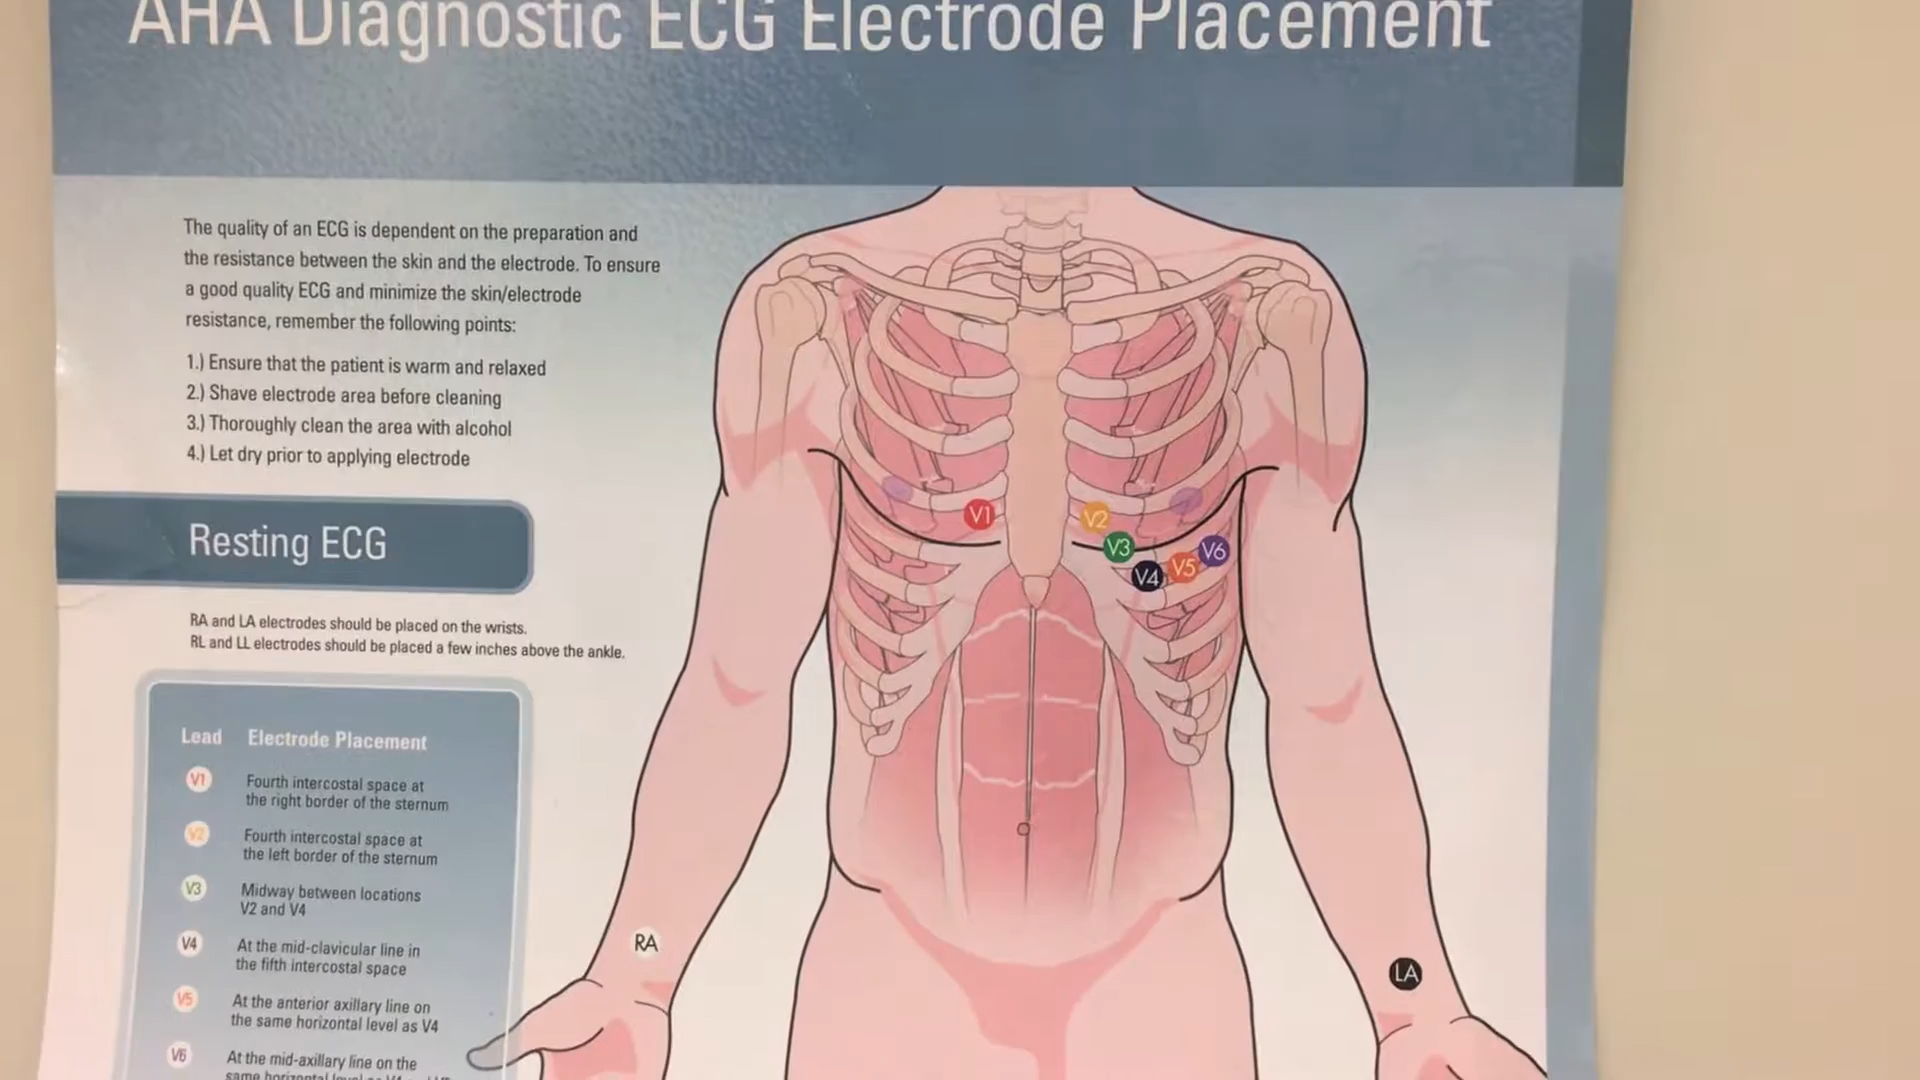 AHA Diagnostic ECG Electrode Placement
The quality of an ECG is dependent on the preparation and
the resistance between the skin and the electrode. To ensure
a good quality ECG and minimize the skin/electrode
resistance, remember the following points:
1.) Ensure that the patient is warm and relaxed
2.) Shave electrode area before cleaning
3.) Thoroughly clean the area with alcohol
4.) Let dry prior to applying electrode
Resting ECG
RA and LA electrodes should be placed on the wrists.
RL and LL electrodes should be placed a few inches above the ankle.
Lead Electrode Placement
V1 Fourth intercostal space at
the right border of the sternum
V2 Fourth intercostal space at
the left border of the sternum
V3 Midway between locations
V2 and V4
V4 At the mid-clavicular line in
the fifth intercostal space
V5 At the anterior axillary line on
the same horizontal level as V4
V6 At the mid-axillary line on the
same horizontal level as V4
V1
V2
V3
V4
V5
V6
RA
LA